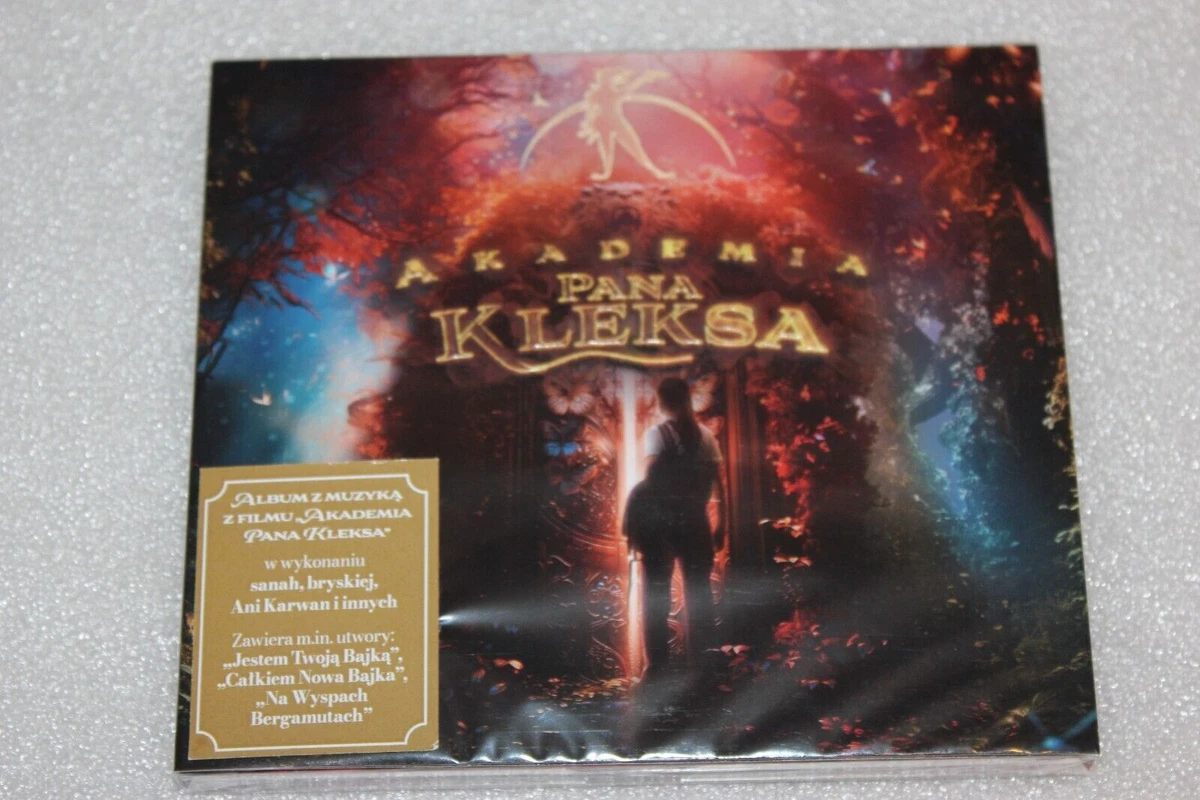 AKADEMIA
PANA
KLEKSA
ALBUM Z MUZYKĄ
Z FILMU „AKADEMIA
PANA KLEKSA”
w wykonaniu
sanah, bryskiej,
Ani Karwan i innych
Zawiera m.in. utwory:
„Jestem Twoją Bajką”,
„Całkiem Nowa Bajka”,
„Na Wyspach
Bergamutach”